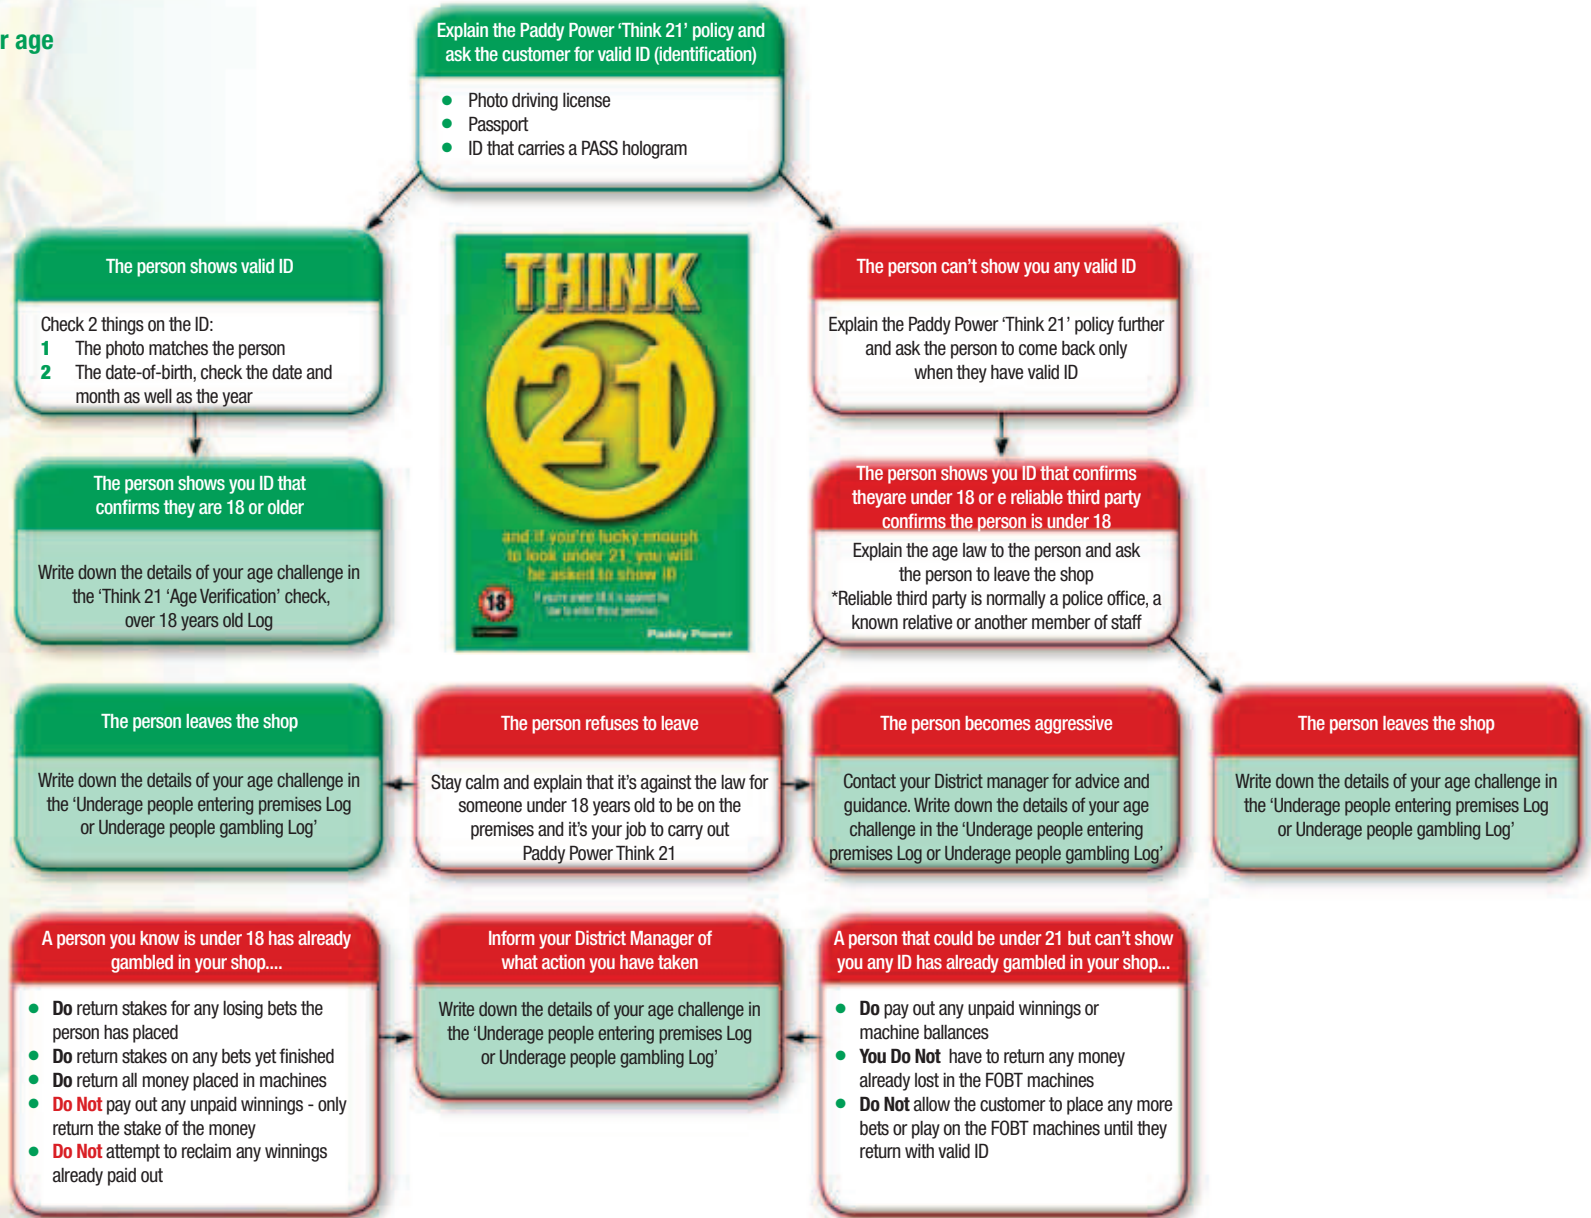 r age
Explain the Paddy Power 'Think 21' policy and
ask the customer for valid ID (identification)
• Photo driving license
• Passport
• ID that carries a PASS hologram
The person shows valid ID
Check 2 things on the ID:
1 The photo matches the person
2 The date-of-birth, check the date and
month as well as the year
THINK
21
and if you're lucky enough
to look under 21, you will
be asked to show ID
18
If you're under 18 it is against the
law to enter these premises
Paddy Power
The person can't show you any valid ID
Explain the Paddy Power 'Think 21' policy further
and ask the person to come back only
when they have valid ID
The person shows you ID that
confirms they are 18 or older
Write down the details of your age challenge in
the 'Think 21 'Age Verification' check,
over 18 years old Log
The person shows you ID that confirms
theyare under 18 or e reliable third party
confirms the person is under 18
Explain the age law to the person and ask
the person to leave the shop
*Reliable third party is normally a police office, a
known relative or another member of staff
The person leaves the shop
Write down the details of your age challenge in
the 'Underage people entering premises Log
or Underage people gambling Log'
The person refuses to leave
Stay calm and explain that it's against the law for
someone under 18 years old to be on the
premises and it's your job to carry out
Paddy Power Think 21
The person becomes aggressive
Contact your District manager for advice and
guidance. Write down the details of your age
challenge in the 'Underage people entering
premises Log or Underage people gambling Log'
The person leaves the shop
Write down the details of your age challenge in
the 'Underage people entering premises Log
or Underage people gambling Log'
A person you know is under 18 has already
gambled in your shop....
• Do return stakes for any losing bets the
person has placed
• Do return stakes on any bets yet finished
• Do return all money placed in machines
• Do Not pay out any unpaid winnings - only
return the stake of the money
• Do Not attempt to reclaim any winnings
already paid out
Inform your District Manager of
what action you have taken
Write down the details of your age challenge in
the 'Underage people entering premises Log
or Underage people gambling Log'
A person that could be under 21 but can't show
you any ID has already gambled in your shop...
• Do pay out any unpaid winnings or
machine ballances
• You Do Not have to return any money
already lost in the FOBT machines
• Do Not allow the customer to place any more
bets or play on the FOBT machines until they
return with valid ID